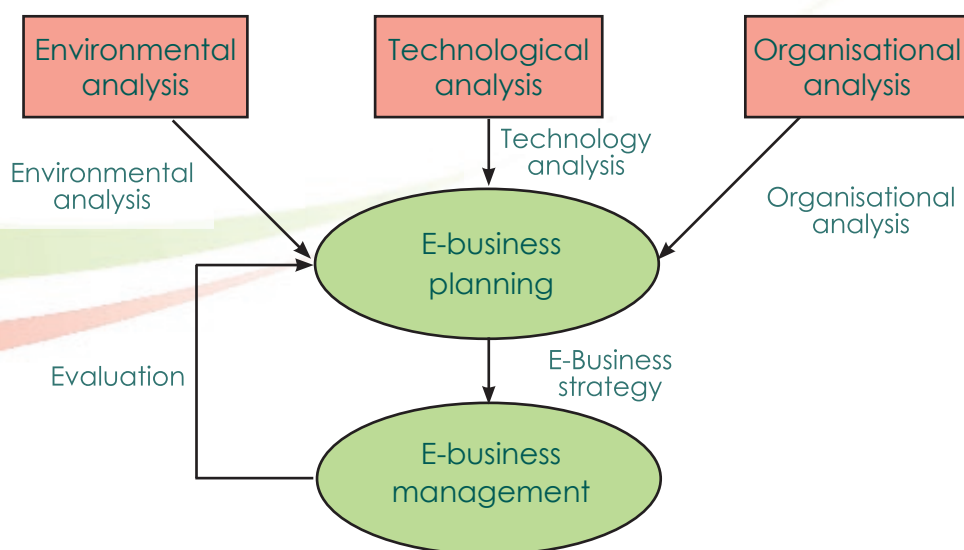 Environmental
analysis
Technological
analysis
Organisational
analysis
Technology
analysis
Environmental
analysis
Organisational
analysis
E-business
planning
E-Business
strategy
Evaluation
E-business
management